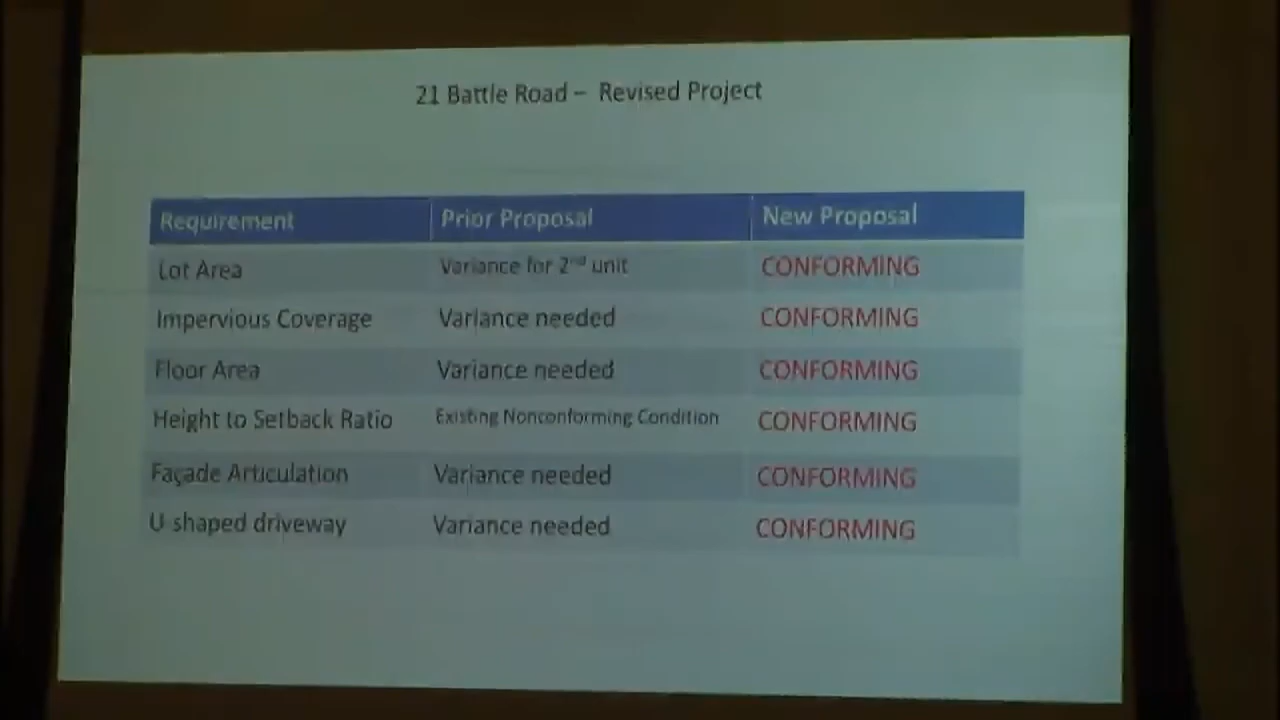 21 Battle Road – Revised Project
Requirement Prior Proposal New Proposal
Lot Area Variance for 2nd unit CONFORMING
Impervious Coverage Variance needed CONFORMING
Floor Area Variance needed CONFORMING
Height to Setback Ratio Existing Nonconforming Condition CONFORMING
Façade Articulation Variance needed CONFORMING
U shaped driveway Variance needed CONFORMING